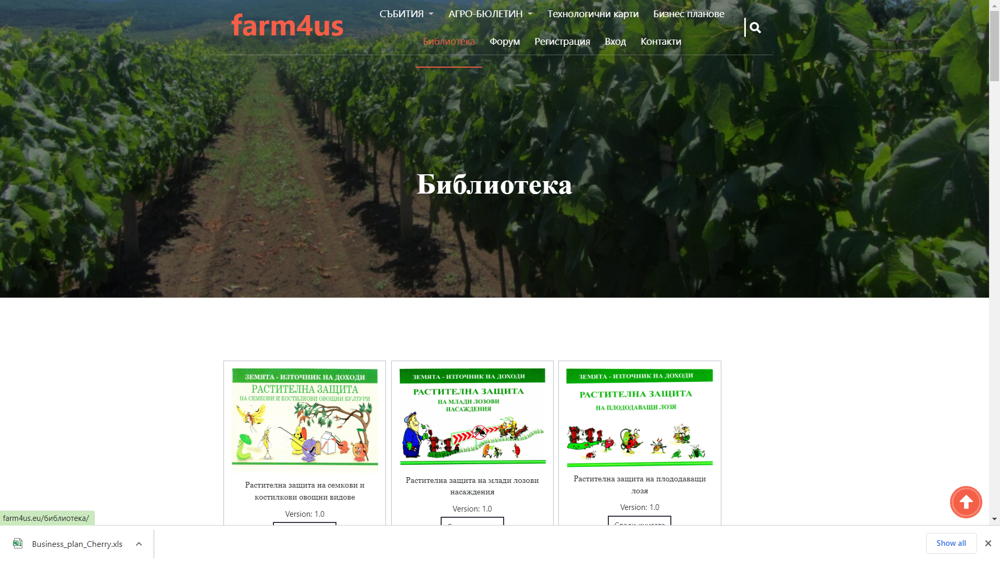 farm4us
СЪБИТИЯ АГРО-БЮЛЕТИН Технологични карти Бизнес планове
Библиотека Форум Регистрация Вход Контакти
Библиотека
ЗЕМЯТА - ИЗТОЧНИК НА ДОХОДИ
РАСТИТЕЛНА ЗАЩИТА
НА СЕМКОВИ И КОСТИЛКОВИ ОВОЩНИ КУЛТУРИ
Растителна защита на семкови и
костилкови овощни видове
Version: 1.0
ЗЕМЯТА - ИЗТОЧНИК НА ДОХОДИ
РАСТИТЕЛНА ЗАЩИТА
НА МЛАДИ ЛОЗОВИ
НАСАЖДЕНИЯ
Растителна защита на млади лозови
насаждения
Version: 1.0
ЗЕМЯТА - ИЗТОЧНИК НА ДОХОДИ
РАСТИТЕЛНА ЗАЩИТА
НА ПЛОДОДАВАЩИ ЛОЗЯ
Растителна защита на плододаващи
лозя
Version: 1.0
Свали книгата
farm4us.eu/библиотека/
Business_plan_Cherry.xls
Show all